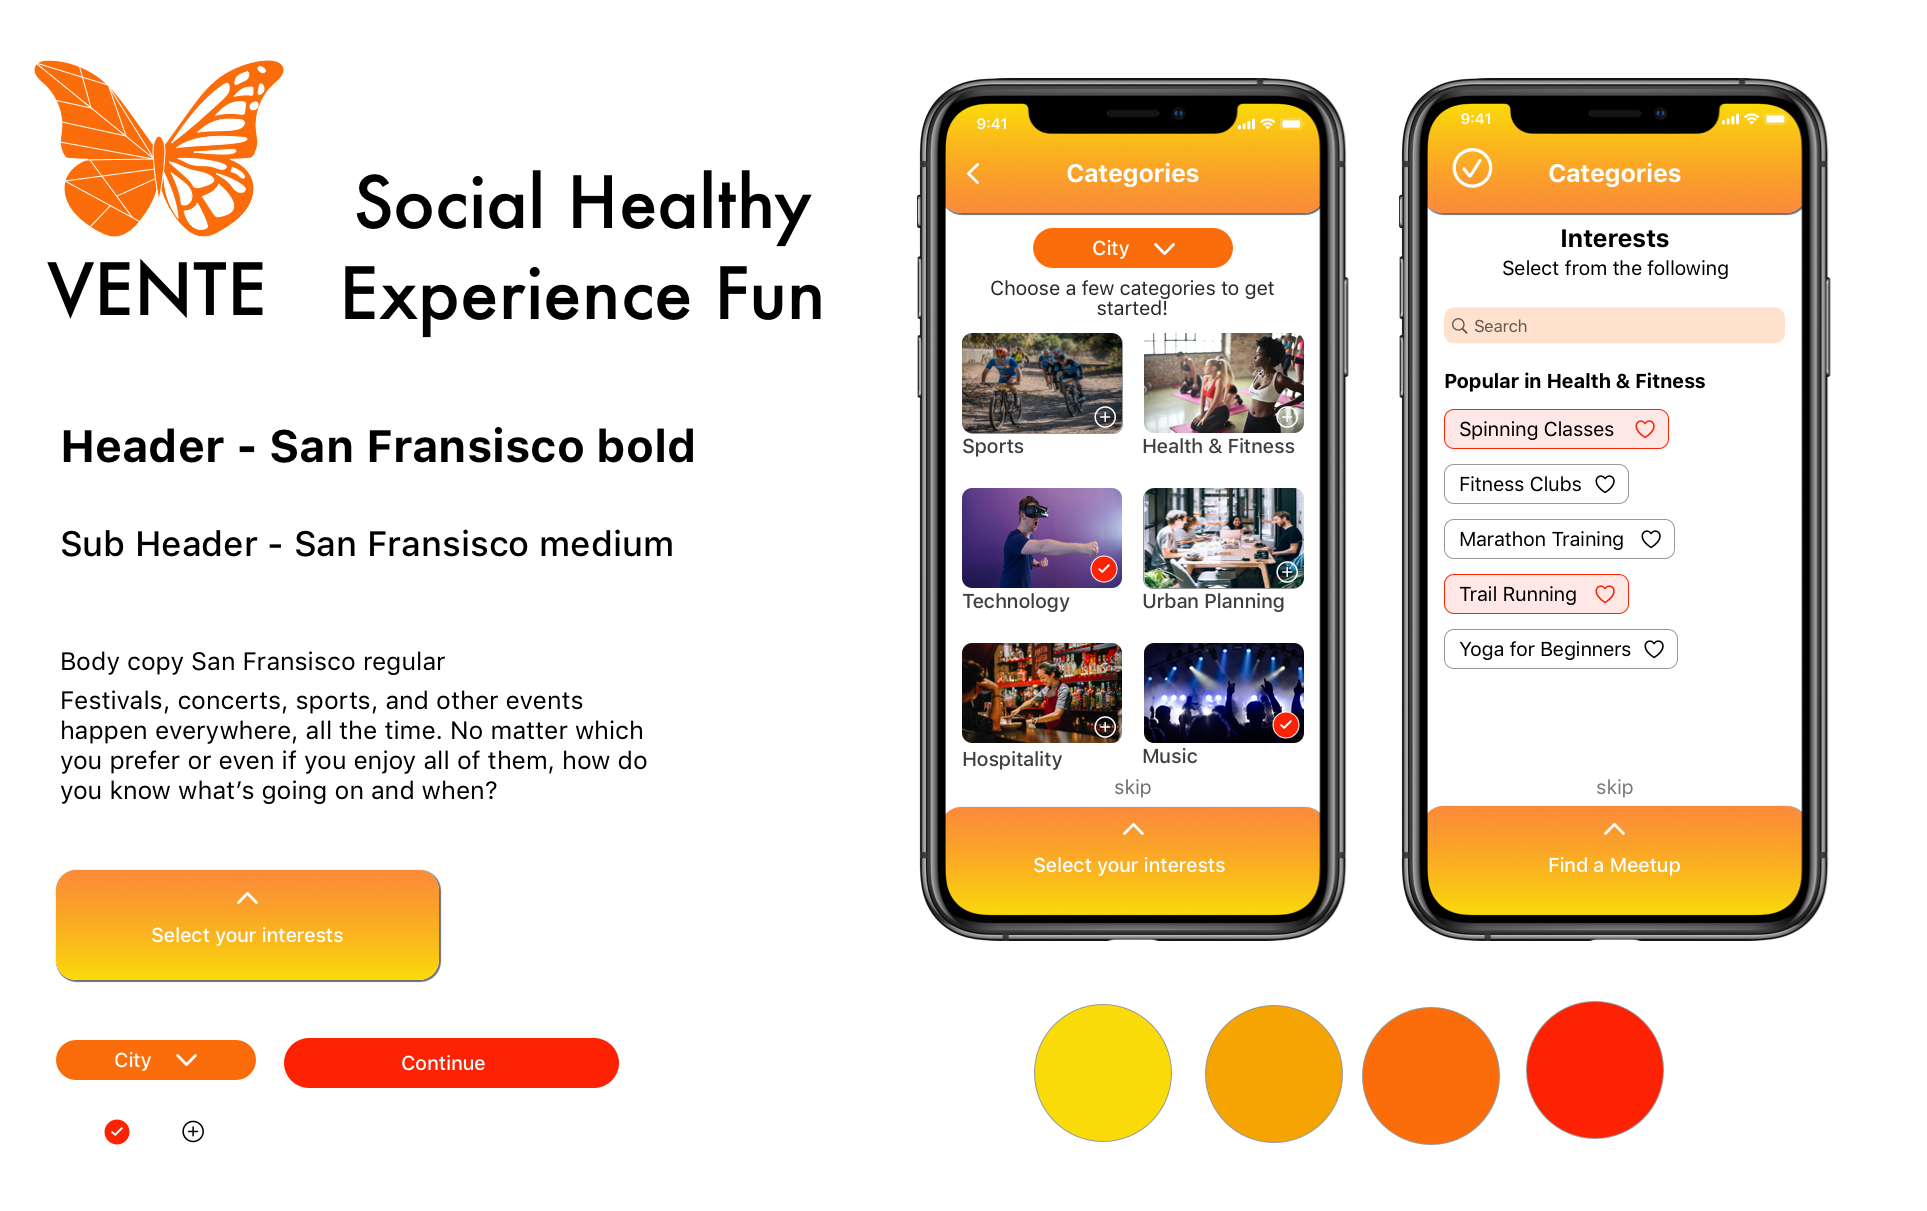 VENTE
Social Healthy
Experience Fun
Header - San Fransisco bold
Sub Header - San Fransisco medium
Body copy San Fransisco regular
Festivals, concerts, sports, and other events
happen everywhere, all the time. No matter which
you prefer or even if you enjoy all of them, how do
you know what’s going on and when?
Select your interests
City
Continue
9:41
Categories
City
Choose a few categories to get
started!
Sports
Health & Fitness
Technology
Urban Planning
Hospitality
Music
skip
Select your interests
9:41
Categories
Interests
Select from the following
Search
Popular in Health & Fitness
Spinning Classes
Fitness Clubs
Marathon Training
Trail Running
Yoga for Beginners
skip
Find a Meetup